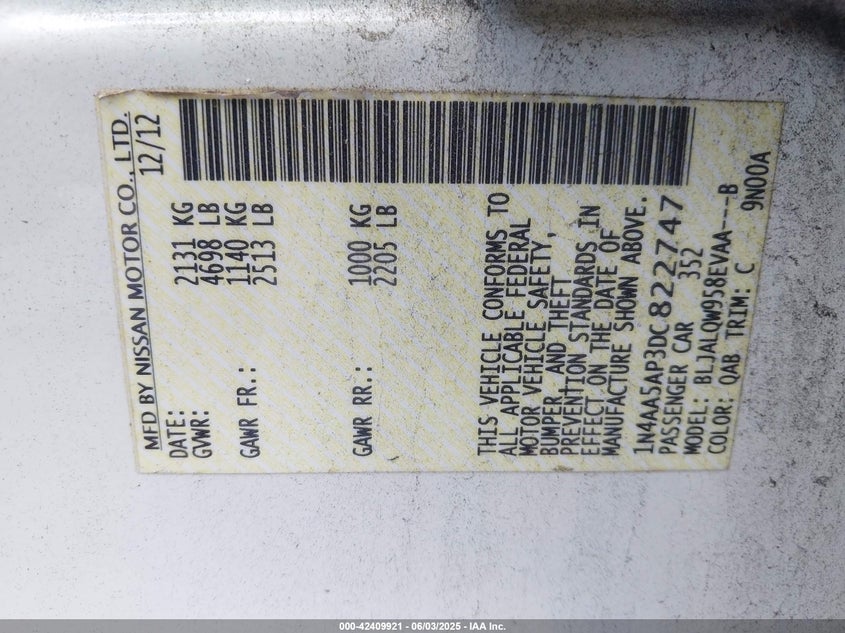 MFD BY NISSAN MOTOR CO., LTD.
DATE: 12/12
GVWR: 2131 KG
4698 LB
GAWR FR.: 1140 KG
2513 LB
GAWR RR.: 1000 KG
2205 LB
THIS VEHICLE CONFORMS TO
ALL APPLICABLE FEDERAL
MOTOR VEHICLE SAFETY,
BUMPER, AND THEFT
PREVENTION STANDARDS IN
EFFECT ON THE DATE OF
MANUFACTURE SHOWN ABOVE.
1N4AA5AP3DC822747
PASSENGER CAR 352
MODEL: BLJALQW958EVAA---B
COLOR: QAB TRIM: C 9N00A
000-42409921 - 06/03/2025 - IAA Inc.